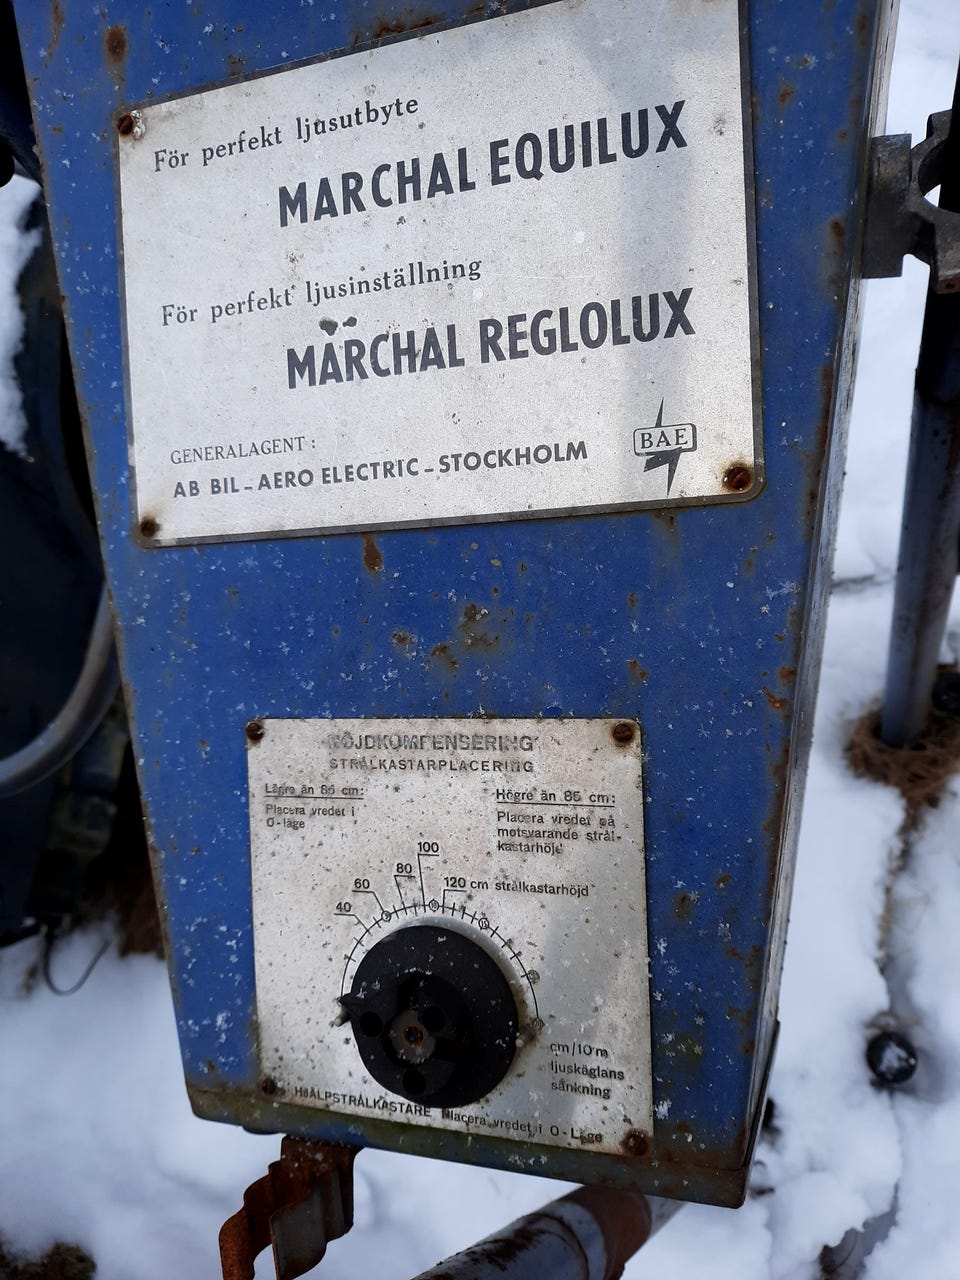 För perfekt ljusutbyte
MARCHAL EQUILUX
För perfekt ljusinställning
MARCHAL REGLOLUX
GENERALAGENT:
AB BIL-AERO ELECTRIC-STOCKHOLM
BAE
HÖJDKOMPENSERING
STRÅLKASTARPLACERING
Lägre än 85 cm:
Placera vredet i
0-läge
Högre än 85 cm:
Placera vredet på
motsvarande strål-
kastarhöjd
100
80
60
120 cm strålkastarhöjd
40
cm/10 m
ljuskäglans
sänkning
HJÄLPSTRÅLKASTARE Placera vredet i 0-Läge